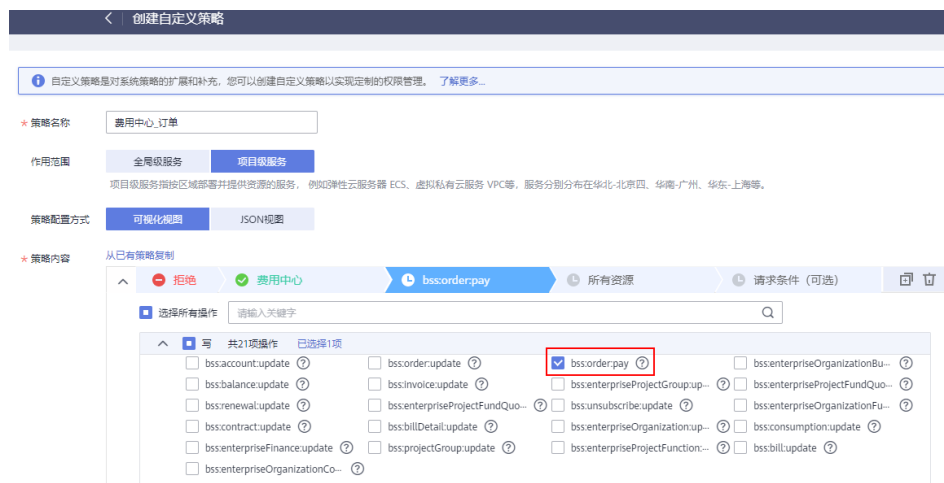 创建自定义策略
自定义策略是对系统策略的扩展和补充，您可以创建自定义策略以实现定制的权限管理。 了解更多...
* 策略名称 费用中心_订单
作用范围 全局级服务 项目级服务
项目级服务指按区域部署并提供资源的服务， 例如弹性云服务器 ECS、虚拟私有云服务 VPC等，服务分别分布在华北-北京四、华南-广州、华东-上海等。
策略配置方式 可视化视图 JSON视图
* 策略内容 从已有策略复制
拒绝 费用中心 bss:order:pay 所有资源 请求条件（可选）
选择所有操作 请输入关键字
写 共21项操作 已选择1项
bss:account:update bss:order:update bss:order:pay bss:enterpriseOrganizationBu...
bss:balance:update bss:invoice:update bss:enterpriseProjectGroup:up... bss:enterpriseProjectFundQuo...
bss:renewal:update bss:enterpriseProjectFundQuo... bss:unsubscribe:update bss:enterpriseOrganizationFu...
bss:contract:update bss:billDetail:update bss:enterpriseOrganization:up... bss:consumption:update
bss:enterpriseFinance:update bss:projectGroup:update bss:enterpriseProjectFunction:... bss:bill:update
bss:enterpriseOrganizationCo...